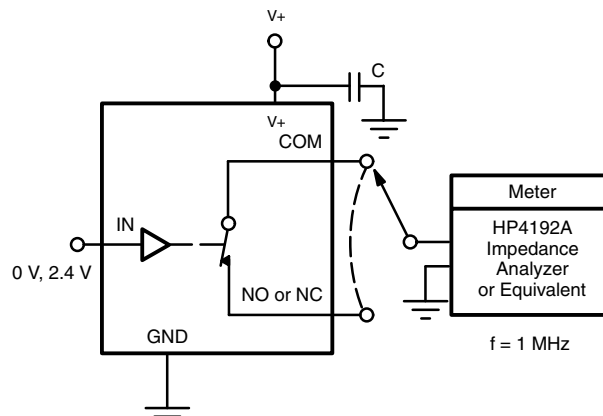 V+
C
V+
COM
IN
0 V, 2.4 V
NO or NC
GND
Meter
HP4192A
Impedance
Analyzer
or Equivalent
f = 1 MHz